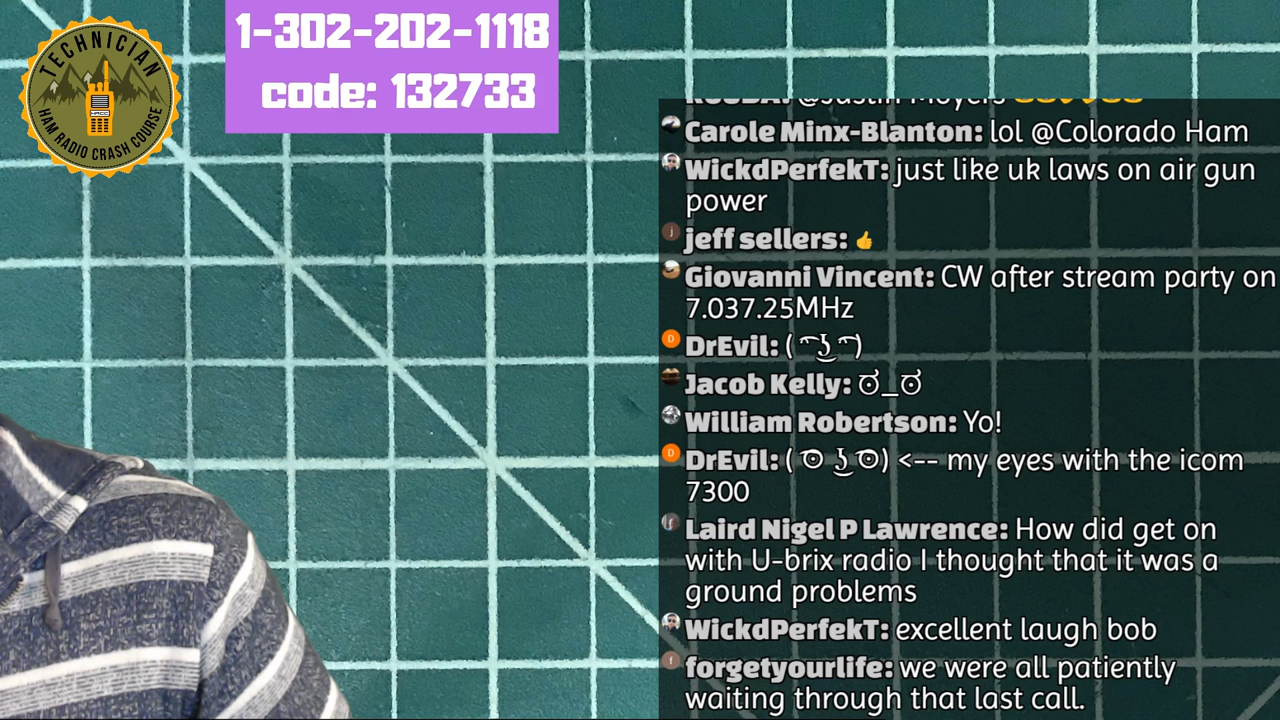 TECHNICIAN
HAM RADIO CRASH COURSE
1-302-202-1118
code: 132733
Carole Minx-Blanton: lol @Colorado Ham
WickdPerfekT: just like uk laws on air gun
power
jeff sellers: 👍
Giovanni Vincent: CW after stream party on
7.037.25MHz
DrEvil: ( ͡° ͜ʖ ͡°)
Jacob Kelly: ಠ_ಠ
William Robertson: Yo!
DrEvil: ( ʘ ͜ʖ ʘ) <-- my eyes with the icom
7300
Laird Nigel P Lawrence: How did get on
with U-brix radio I thought that it was a
ground problems
WickdPerfekT: excellent laugh bob
forgetyourlife: we were all patiently
waiting through that last call.